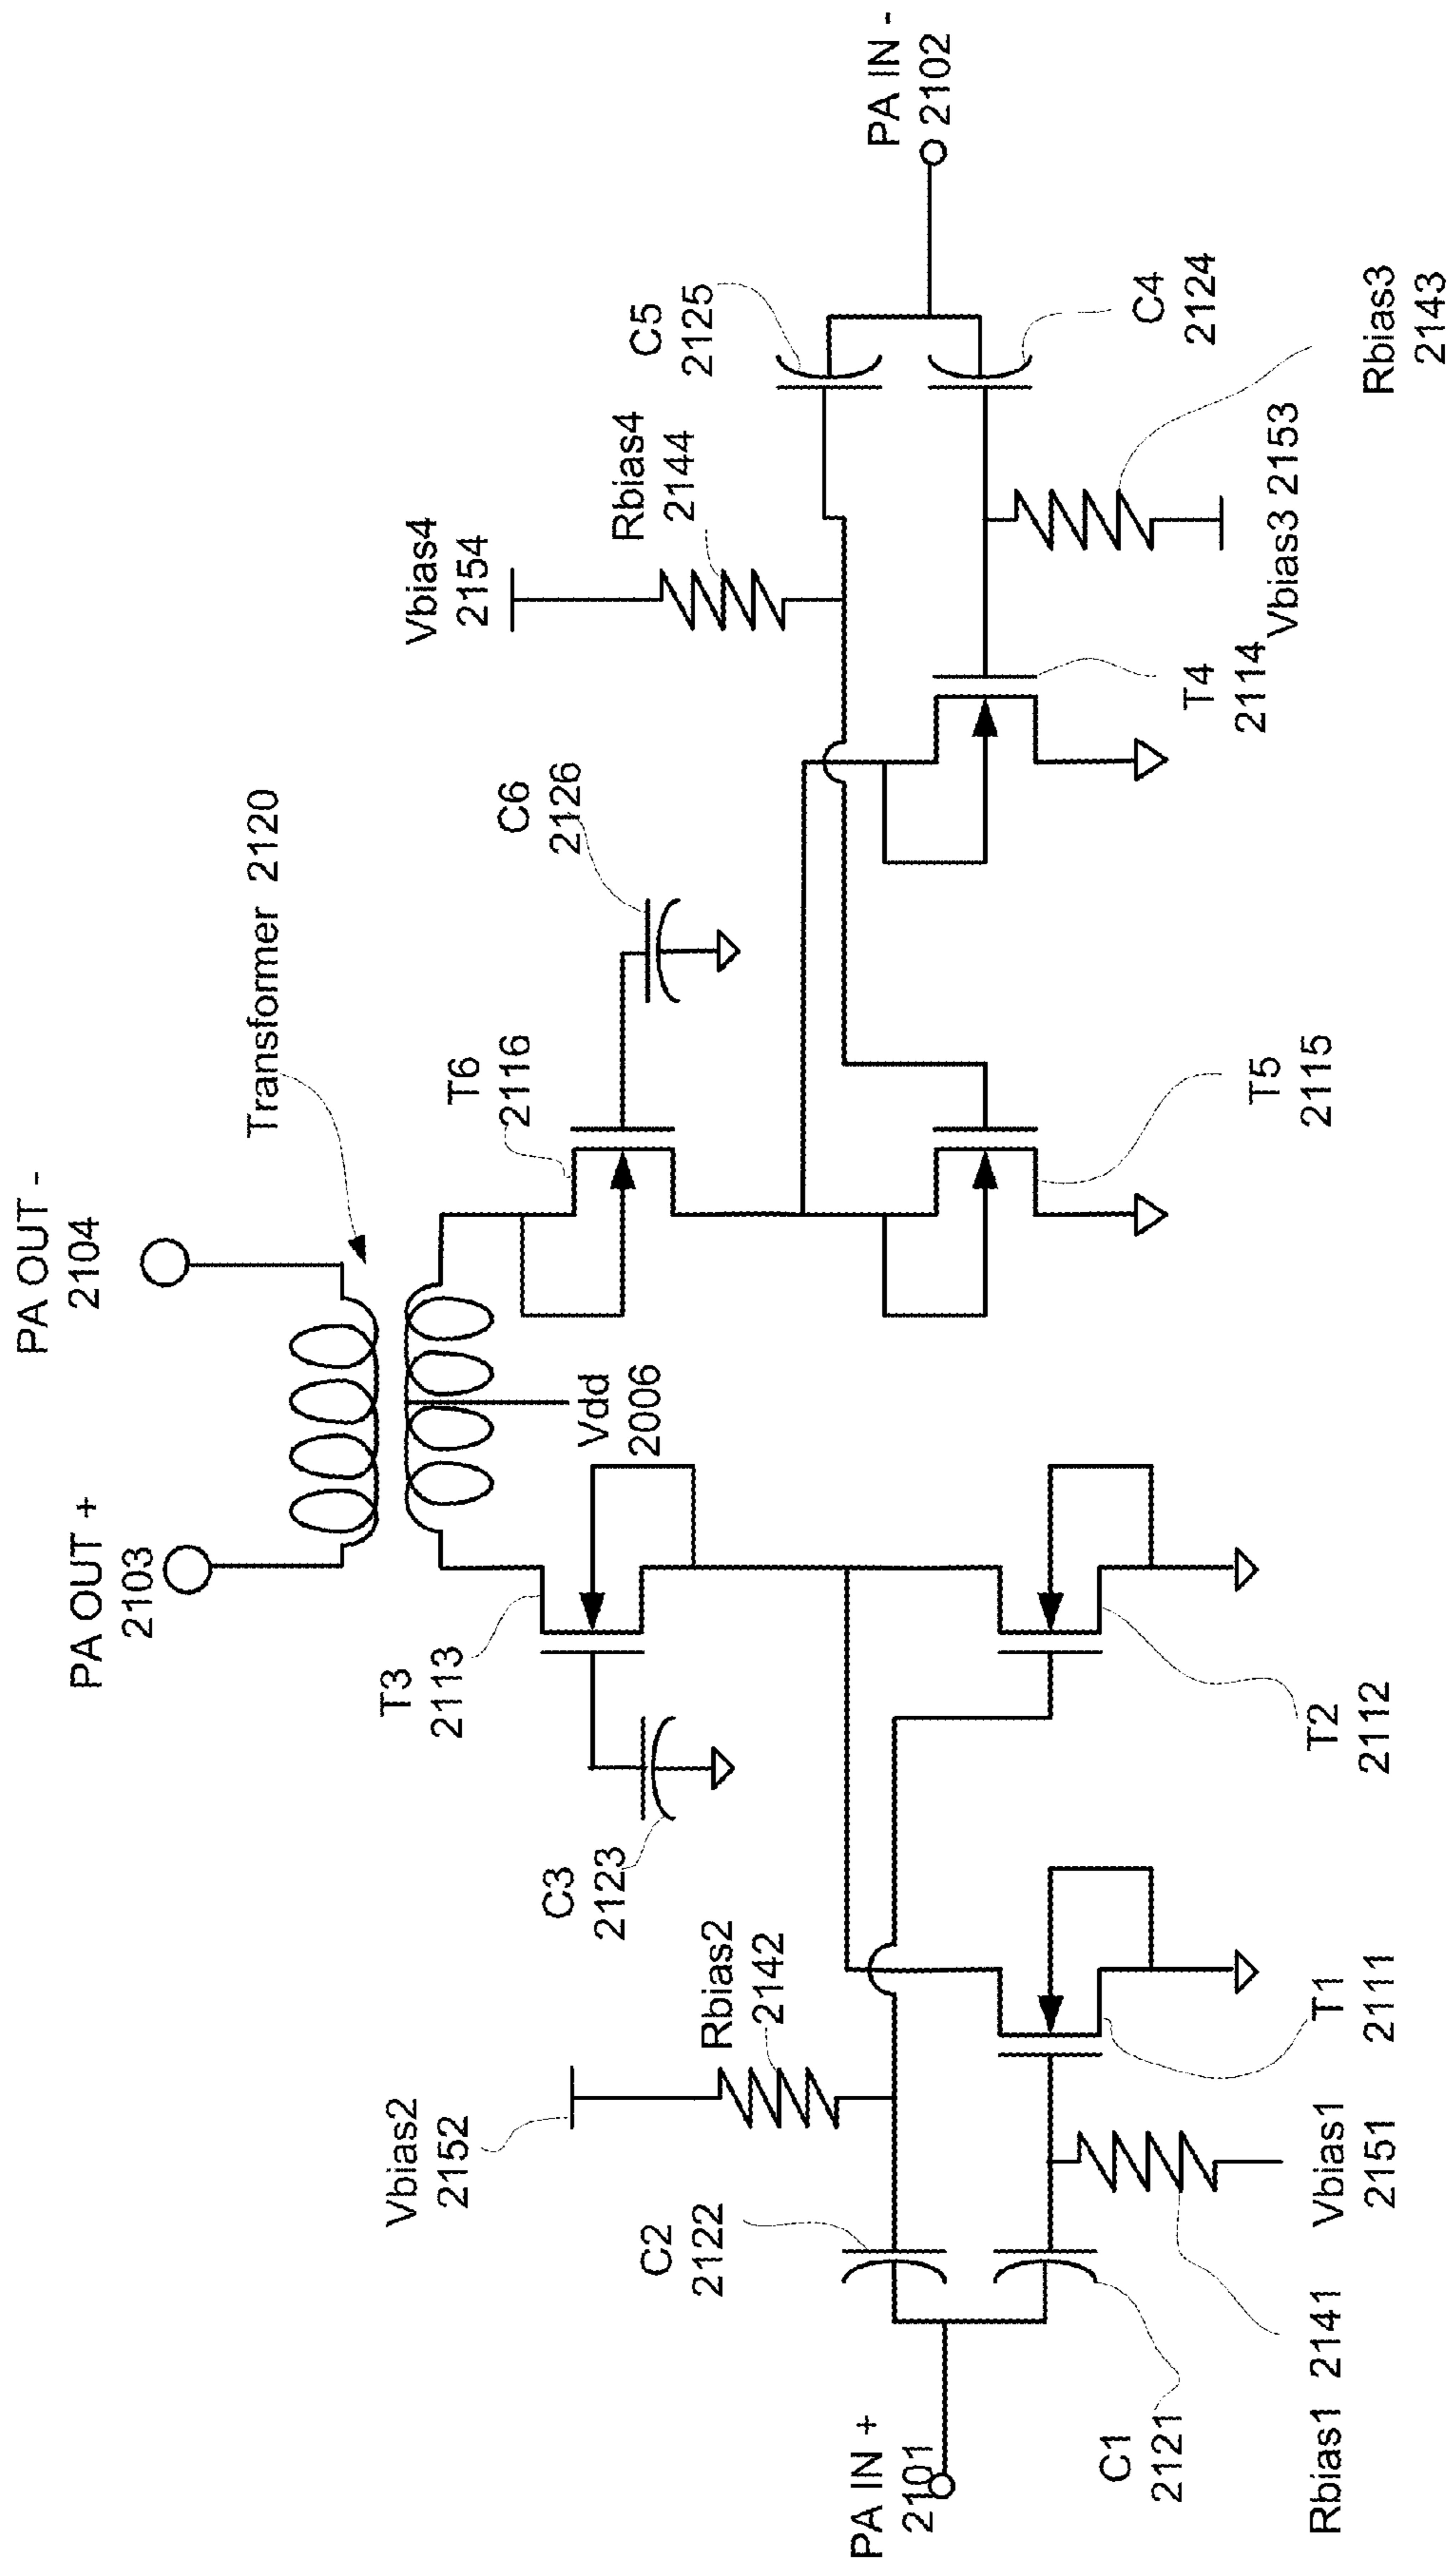 PA OUT +
2103
PA OUT -
2104
Transformer 2120
Vdd
2006
T3
2113
T6
2116
C3
2123
C6
2126
Vbias2
2152
Rbias2
2142
Vbias4
2154
Rbias4
2144
C2
2122
C5
2125
PA IN +
2101
PA IN -
2102
C1
2121
Rbias1 2141
Vbias1
2151
T1
2111
T2
2112
T5
2115
T4
2114
Vbias3 2153
C4
2124
Rbias3
2143